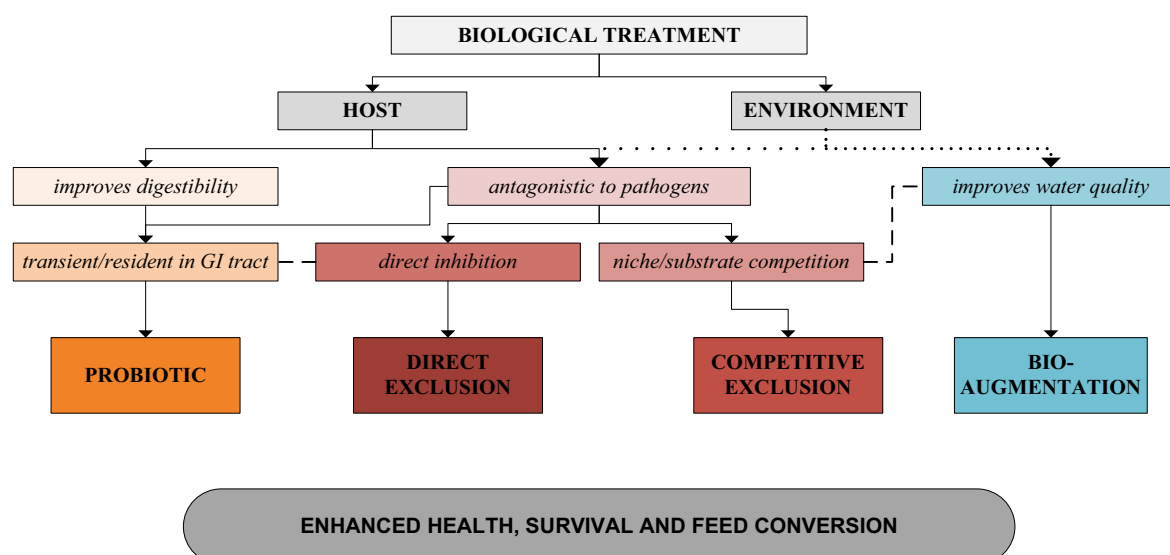 BIOLOGICAL TREATMENT
HOST
ENVIRONMENT
improves digestibility
antagonistic to pathogens
improves water quality
transient/resident in GI tract
direct inhibition
niche/substrate competition
PROBIOTIC
DIRECT
EXCLUSION
COMPETITIVE
EXCLUSION
BIO-
AUGMENTATION
ENHANCED HEALTH, SURVIVAL AND FEED CONVERSION